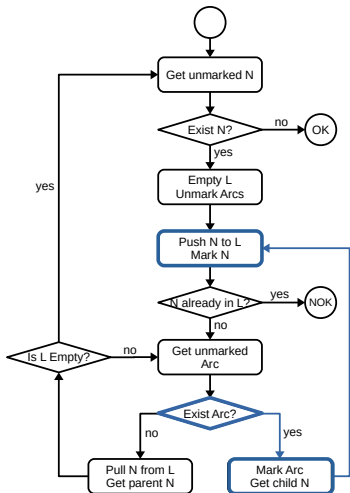 Get unmarked N
Exist N?
no
OK
yes
Empty L
Unmark Arcs
yes
Push N to L
Mark N
N already in L?
yes
NOK
no
Is L Empty?
no
Get unmarked
Arc
Exist Arc?
no
yes
Pull N from L
Get parent N
Mark Arc
Get child N